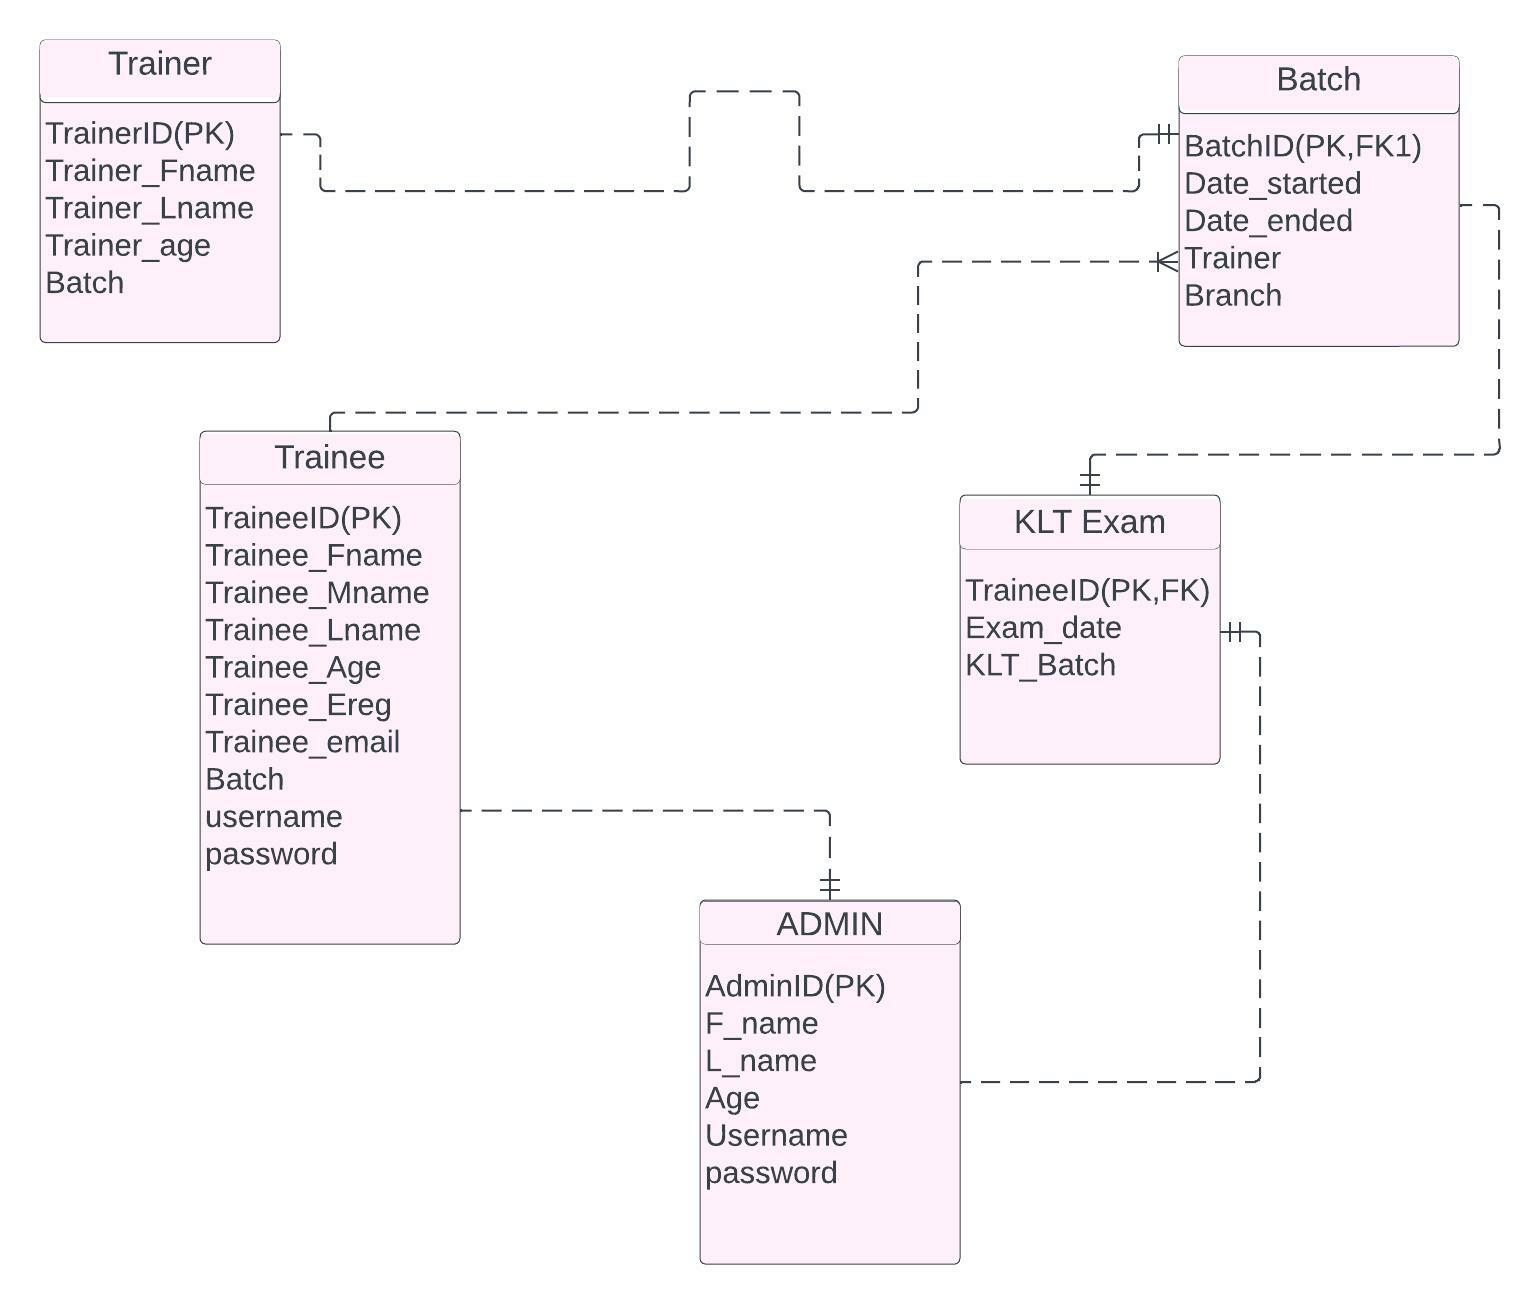 Trainer
TrainerID(PK)
Trainer_Fname
Trainer_Lname
Trainer_age
Batch
Batch
BatchID(PK,FK1)
Date_started
Date_ended
Trainer
Branch
Trainee
TraineeID(PK)
Trainee_Fname
Trainee_Mname
Trainee_Lname
Trainee_Age
Trainee_Ereg
Trainee_email
Batch
username
password
KLT Exam
TraineeID(PK,FK)
Exam_date
KLT_Batch
ADMIN
AdminID(PK)
F_name
L_name
Age
Username
password